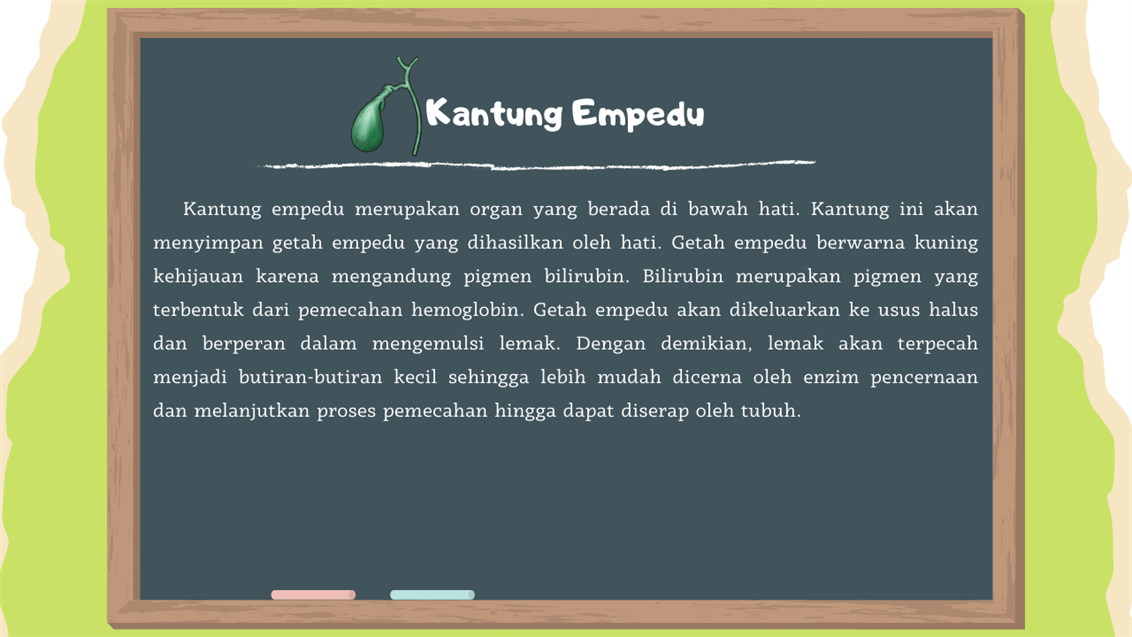 Kantung Empedu
Kantung empedu merupakan organ yang berada di bawah hati. Kantung ini akan
menyimpan getah empedu yang dihasilkan oleh hati. Getah empedu berwarna kuning
kehijauan karena mengandung pigmen bilirubin. Bilirubin merupakan pigmen yang
terbentuk dari pemecahan hemoglobin. Getah empedu akan dikeluarkan ke usus halus
dan berperan dalam mengemulsi lemak. Dengan demikian, lemak akan terpecah
menjadi butiran-butiran kecil sehingga lebih mudah dicerna oleh enzim pencernaan
dan melanjutkan proses pemecahan hingga dapat diserap oleh tubuh.